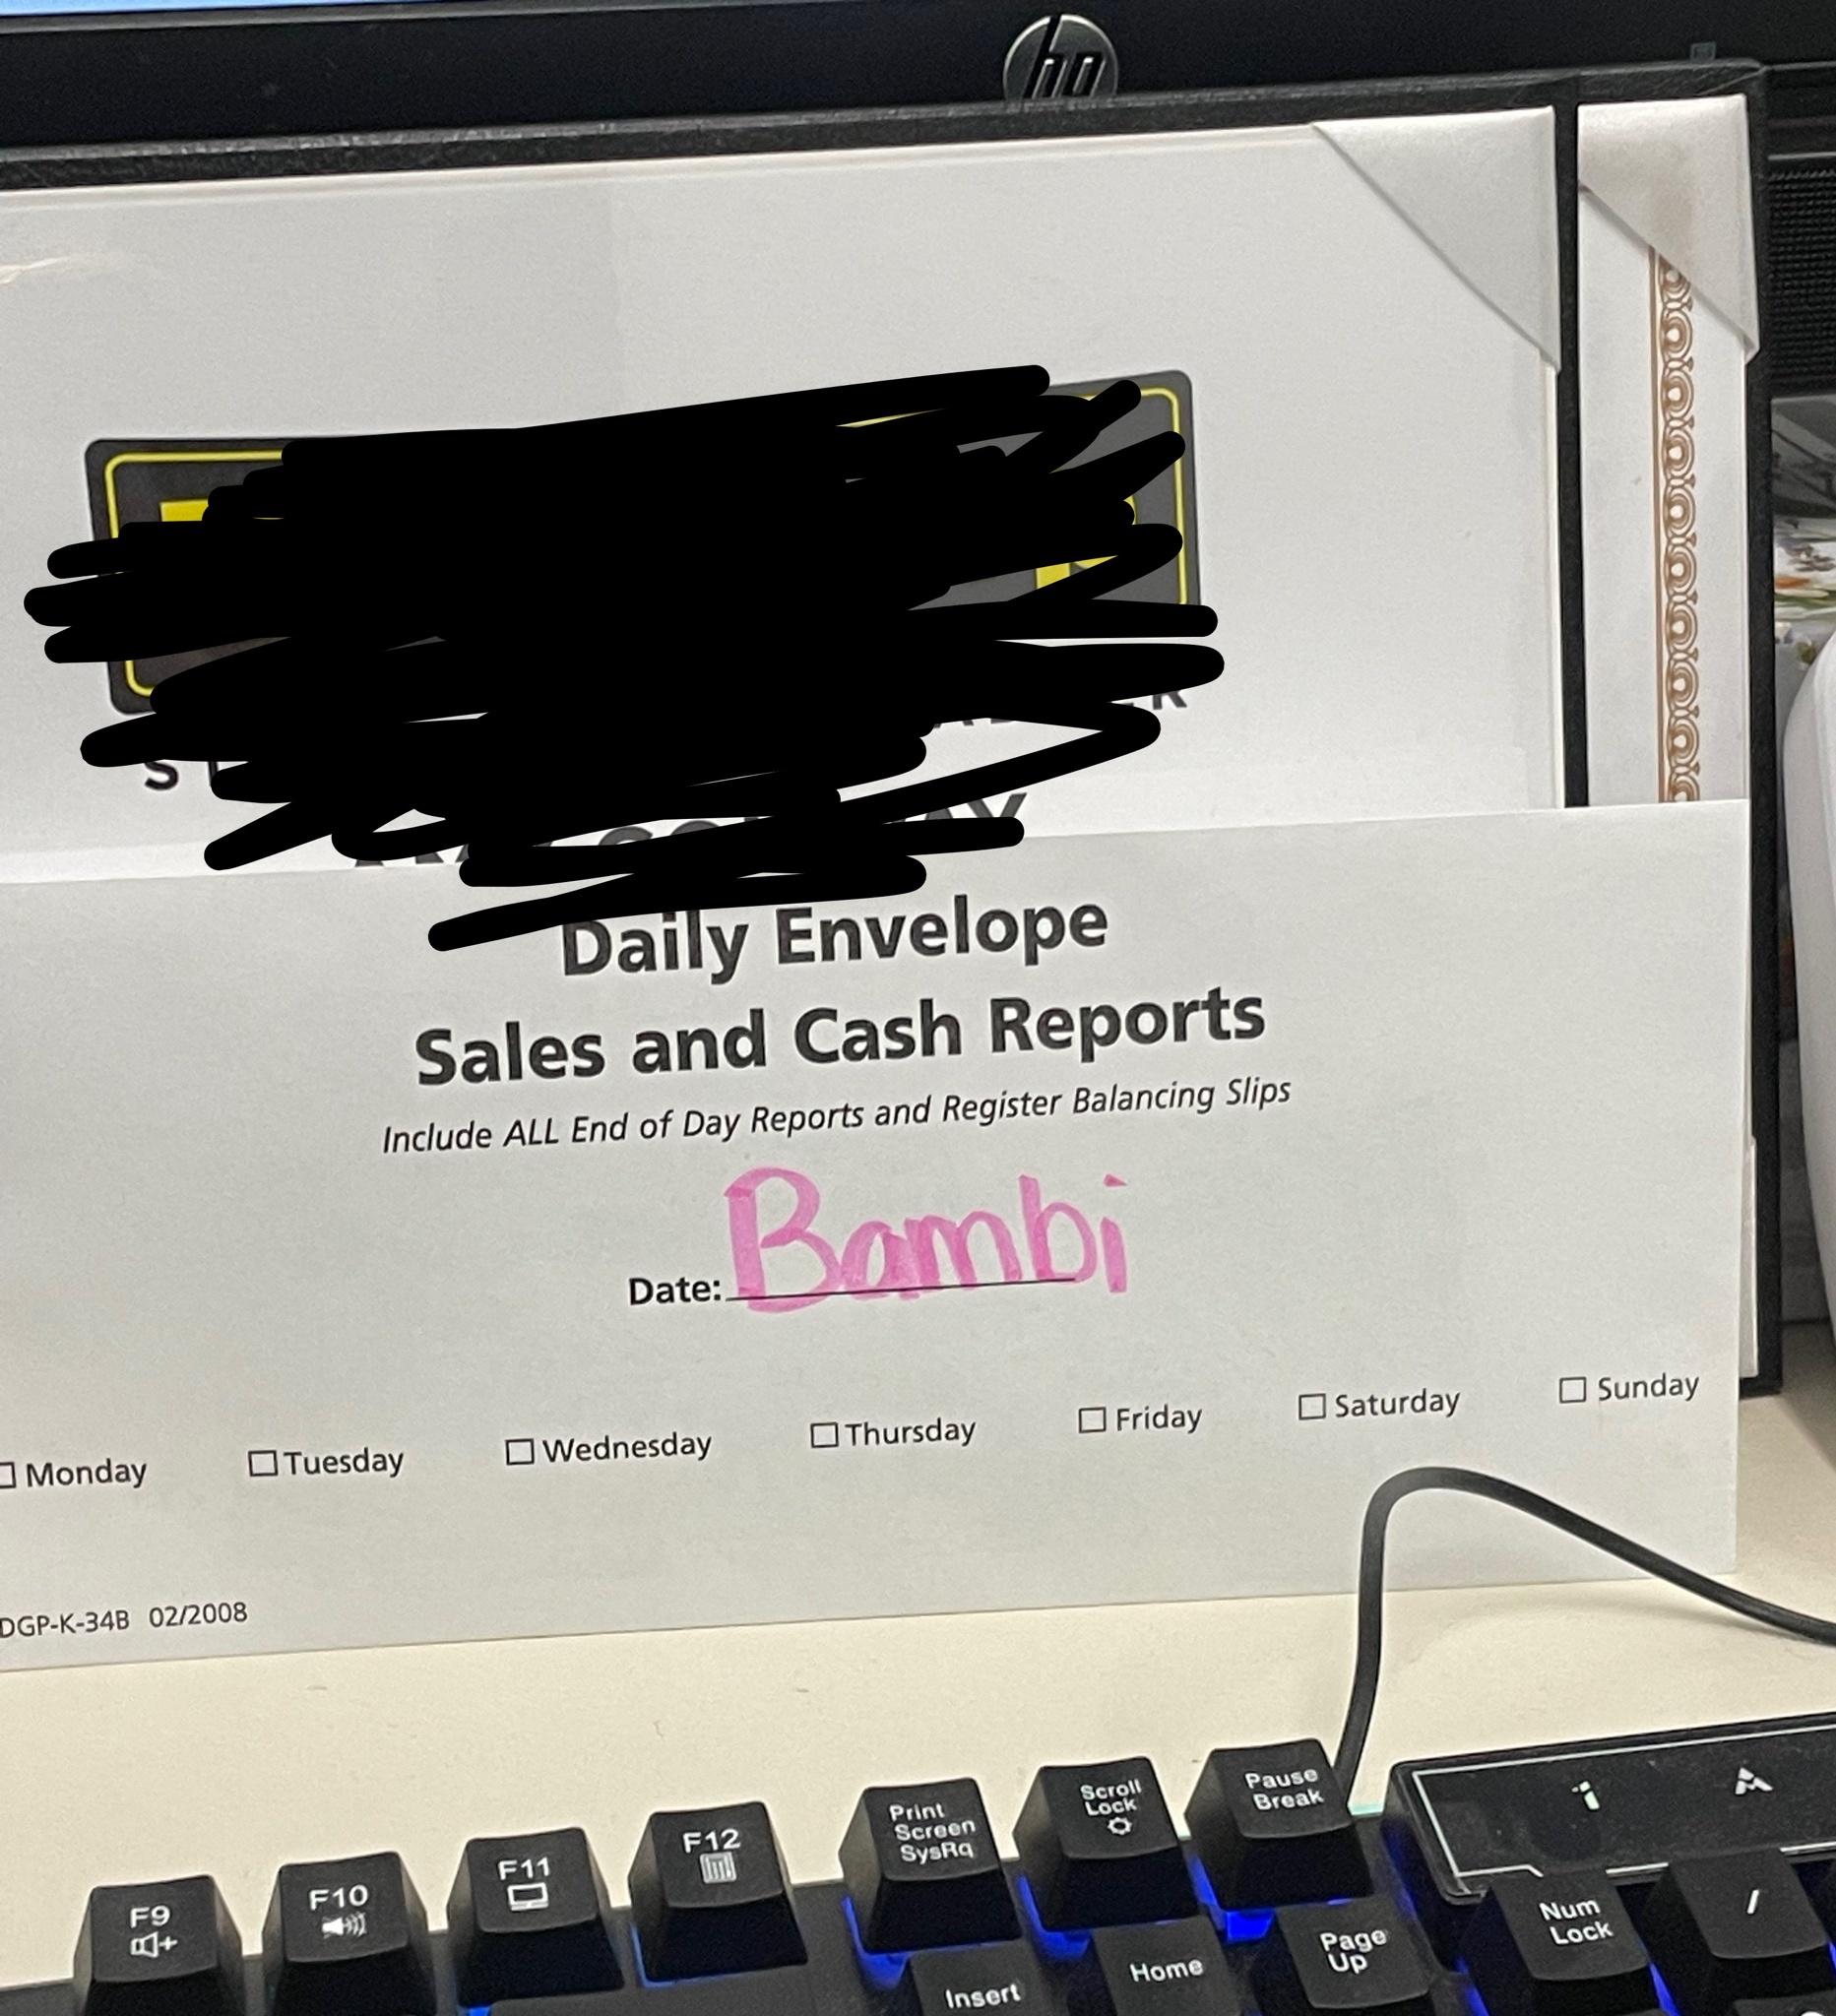 hp
Daily Envelope
Sales and Cash Reports
Include ALL End of Day Reports and Register Balancing Slips
Date: Bambi
Monday Tuesday Wednesday Thursday Friday Saturday Sunday
DGP-K-34B 02/2008
F9 F10 F11 F12 Print Screen SysRq Scroll Lock Pause Break
Insert Home Page Up Num Lock /